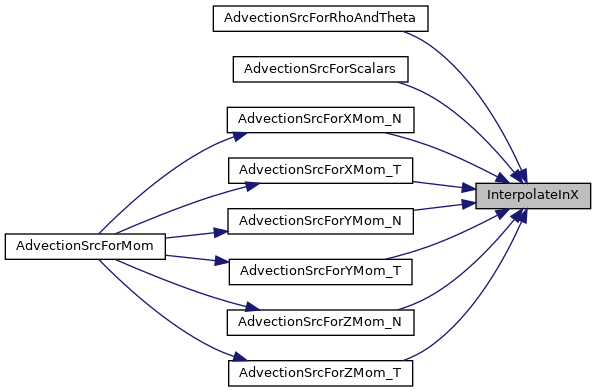 AdvectionSrcForRhoAndTheta
AdvectionSrcForScalars
AdvectionSrcForXMom_N
AdvectionSrcForXMom_T
InterpolateInX
AdvectionSrcForYMom_N
AdvectionSrcForMom
AdvectionSrcForYMom_T
AdvectionSrcForZMom_N
AdvectionSrcForZMom_T